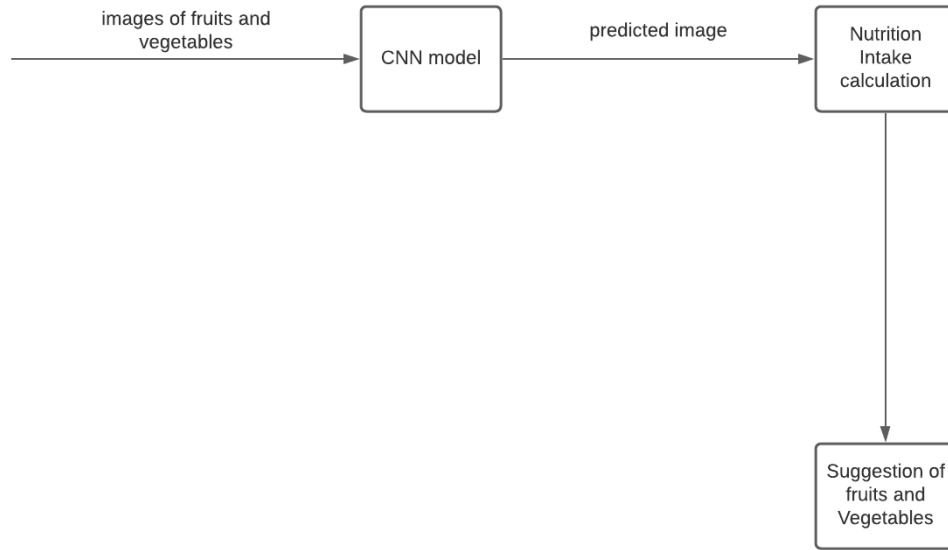 images of fruits and
vegetables
CNN model
predicted image
Nutrition
Intake
calculation
Suggestion of
fruits and
Vegetables